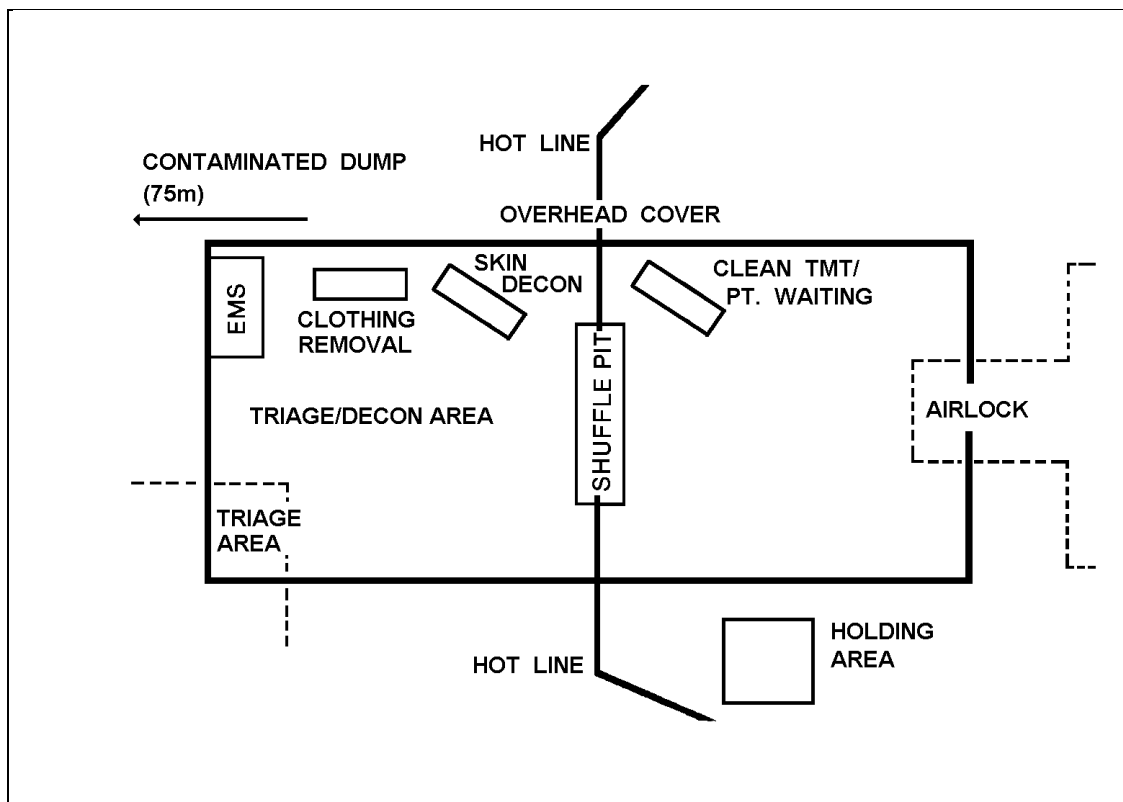 HOT LINE
CONTAMINATED DUMP
(75m)
OVERHEAD COVER
EMS
CLOTHING
REMOVAL
SKIN
DECON
CLEAN TMT/
PT. WAITING
TRIAGE/DECON AREA
SHUFFLE PIT
AIRLOCK
TRIAGE
AREA
HOT LINE
HOLDING
AREA